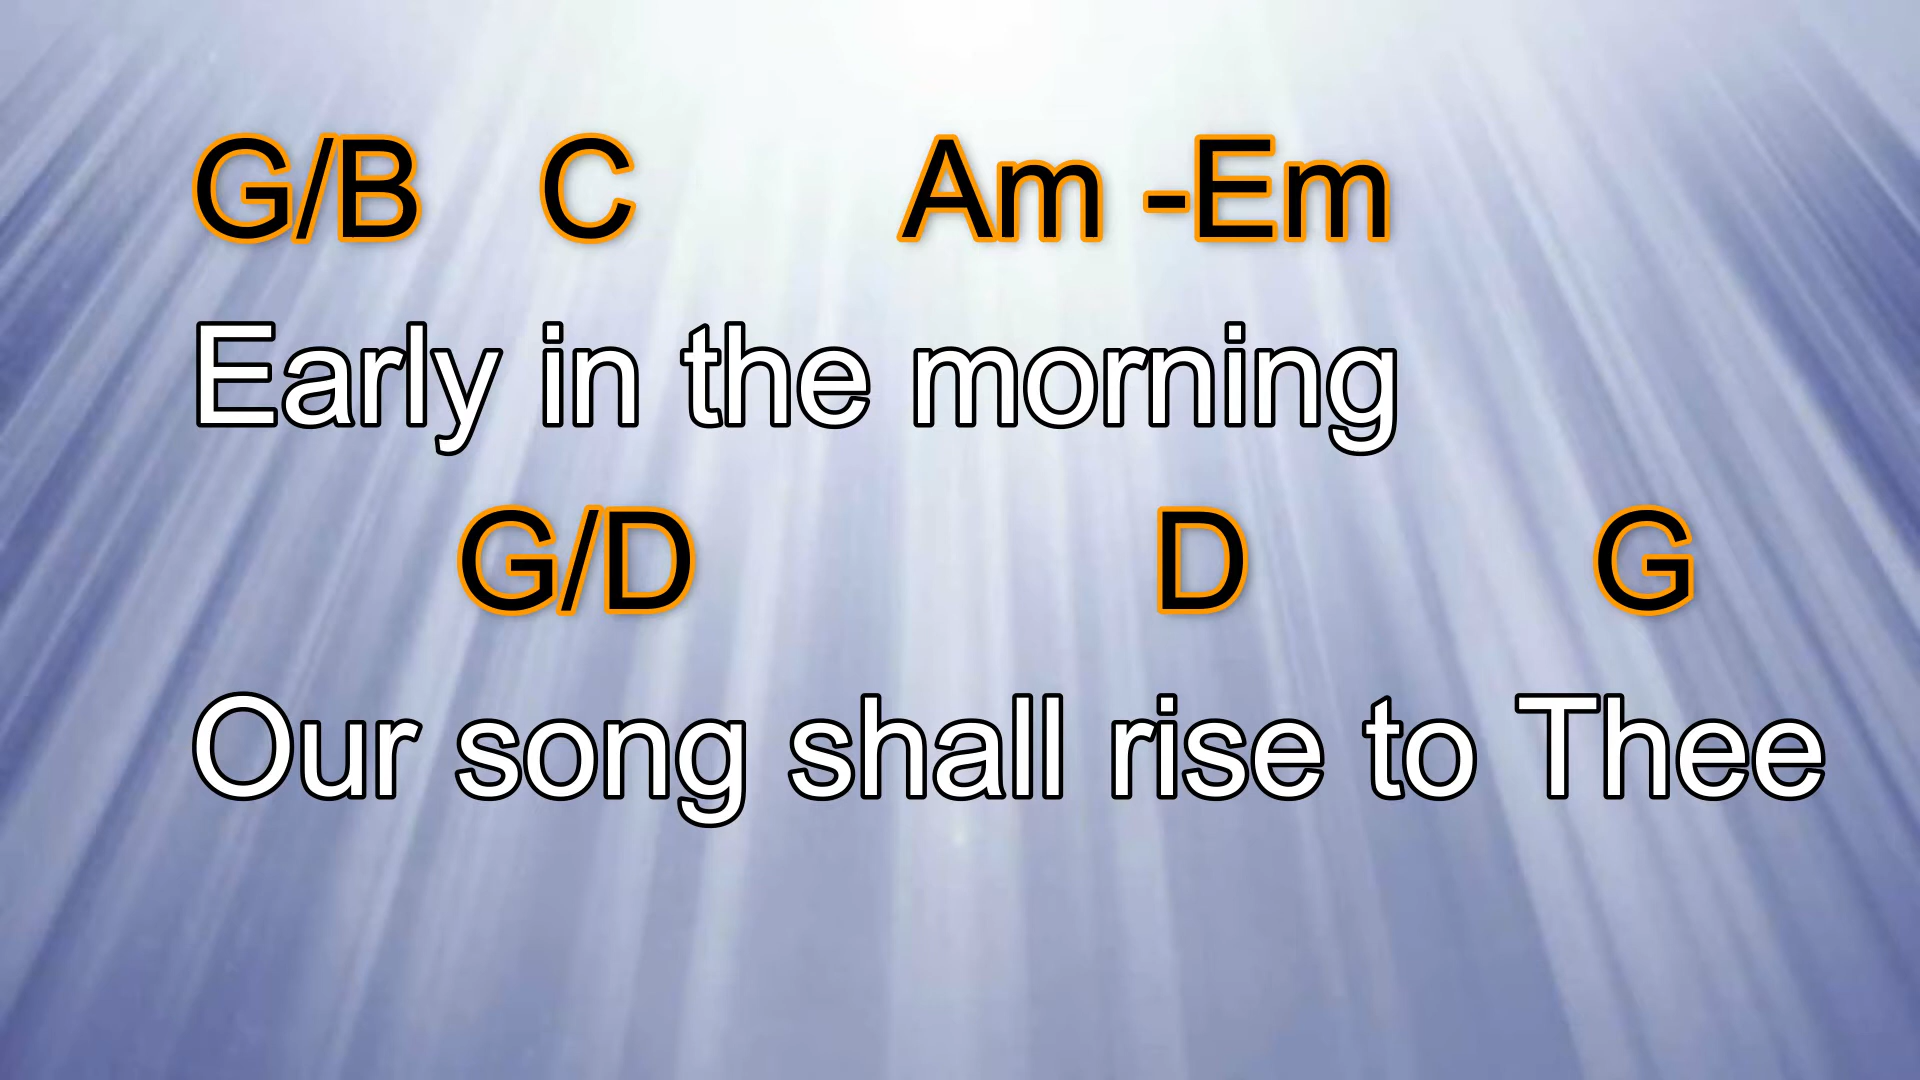 G/B C Am -Em
Early in the morning
G/D D G
Our song shall rise to Thee